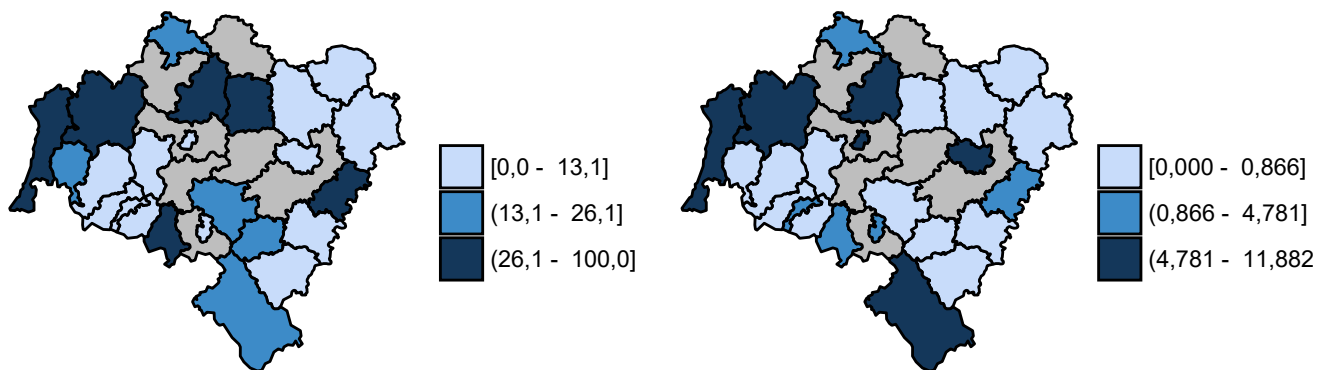 [0,0 - 13,1]
(13,1 - 26,1]
(26,1 - 100,0]
[0,000 - 0,866]
(0,866 - 4,781]
(4,781 - 11,882